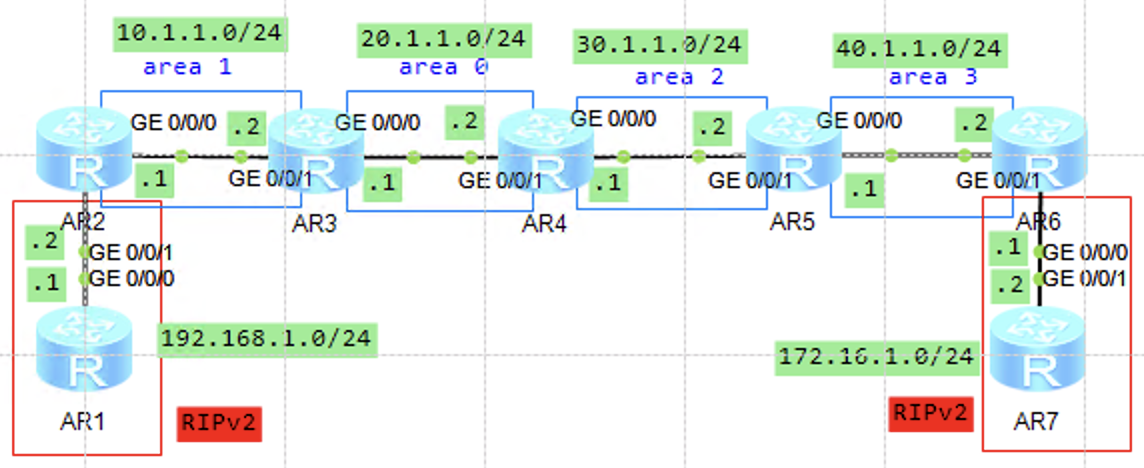 10.1.1.0/24
20.1.1.0/24
30.1.1.0/24
40.1.1.0/24
area 1
area 0
area 2
area 3
GE 0/0/0
.2
GE 0/0/0
.2
GE 0/0/0
.2
GE 0/0/0
.2
R
R
R
R
R
.1
GE 0/0/1
.1
GE 0/0/1
.1
GE 0/0/1
.1
GE 0/0/1
AR2
AR3
AR4
AR5
AR6
.2
GE 0/0/1
.1
GE 0/0/0
.1
GE 0/0/0
.2
GE 0/0/1
192.168.1.0/24
172.16.1.0/24
R
R
AR1
RIPv2
RIPv2
AR7